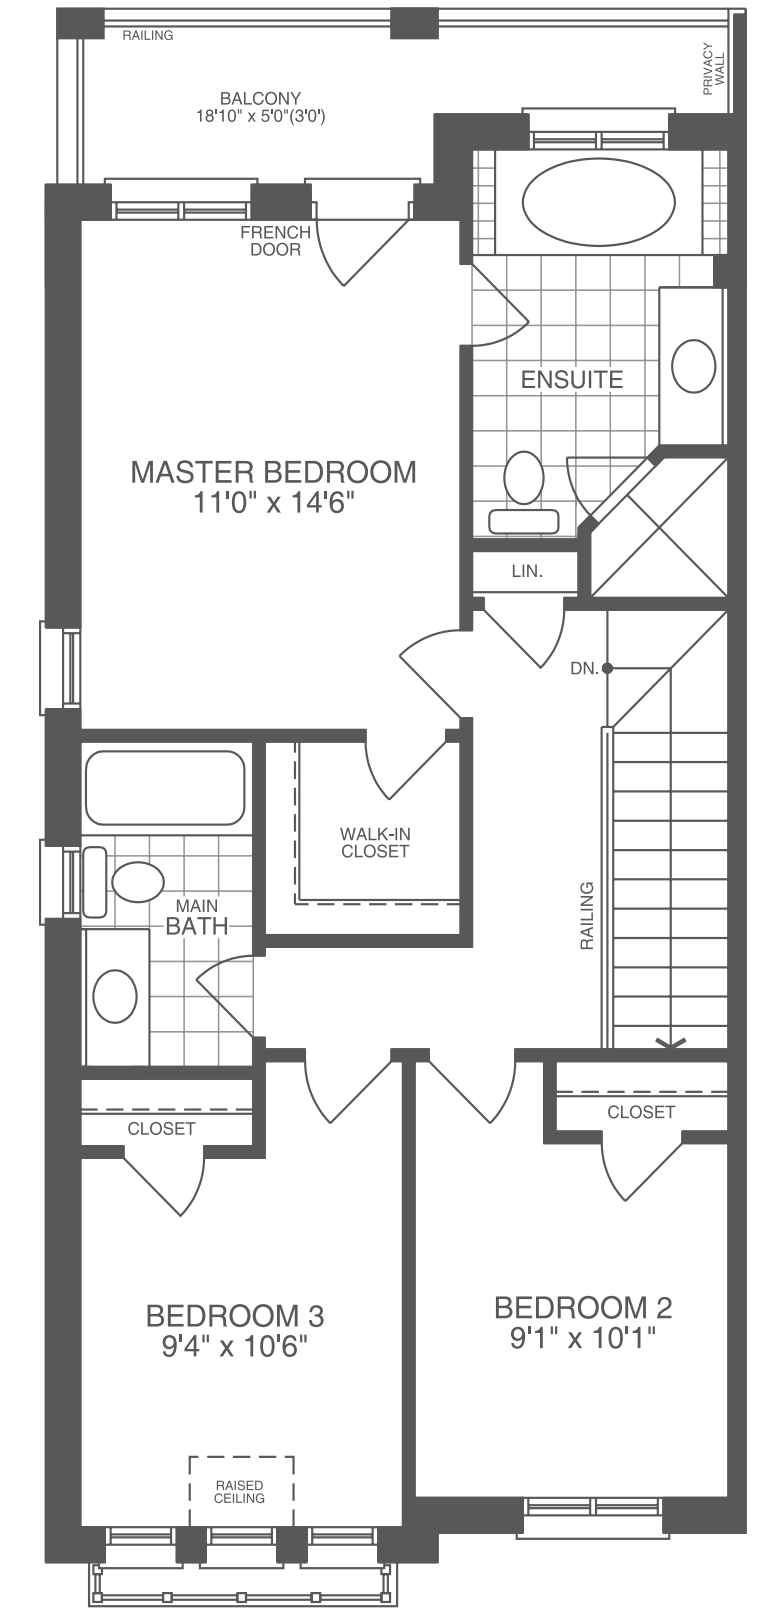 RAILING
PRIVACY
WALL
BALCONY
18'10" x 5'0"(3'0')
FRENCH
DOOR
ENSUITE
MASTER BEDROOM
11'0" x 14'6"
LIN.
DN.
WALK-IN
CLOSET
MAIN
BATH
RAILING
CLOSET
CLOSET
BEDROOM 3
9'4" x 10'6"
BEDROOM 2
9'1" x 10'1"
RAISED
CEILING